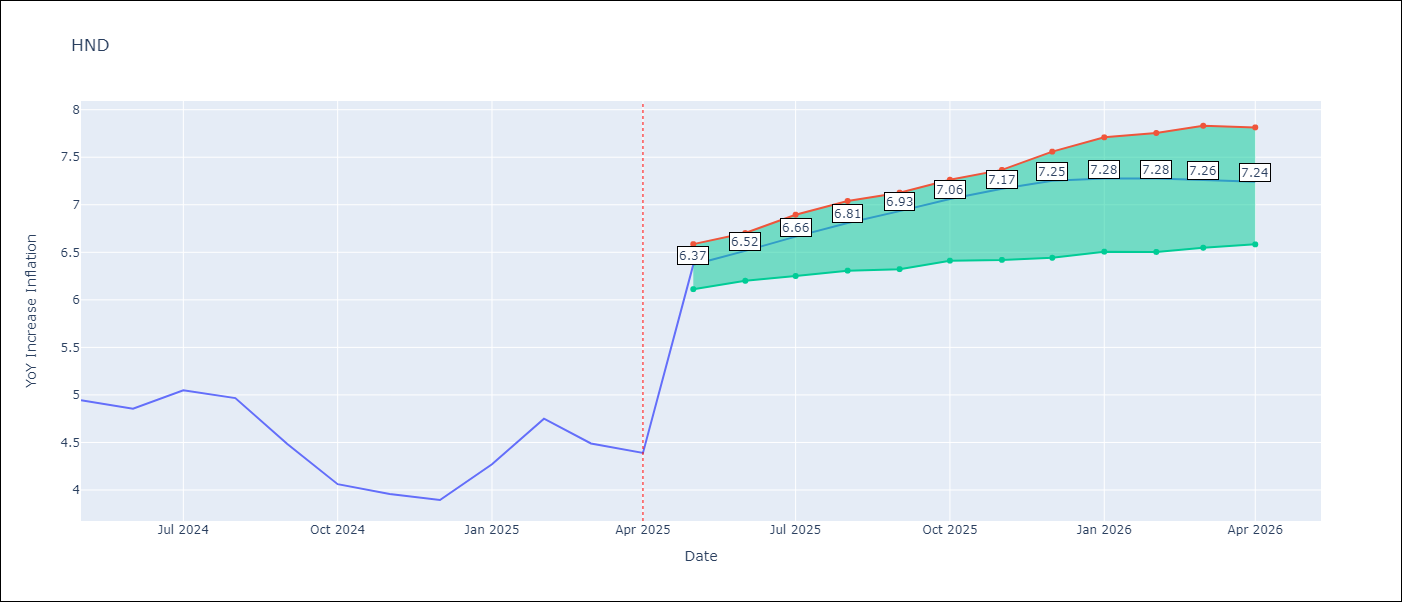 HND
YoY Increase Inflation
8
7.5
7
6.5
6
5.5
5
4.5
4
6.37
6.52
6.66
6.81
6.93
7.06
7.17
7.25
7.28
7.28
7.26
7.24
Jul 2024
Oct 2024
Jan 2025
Apr 2025
Jul 2025
Oct 2025
Jan 2026
Apr 2026
Date